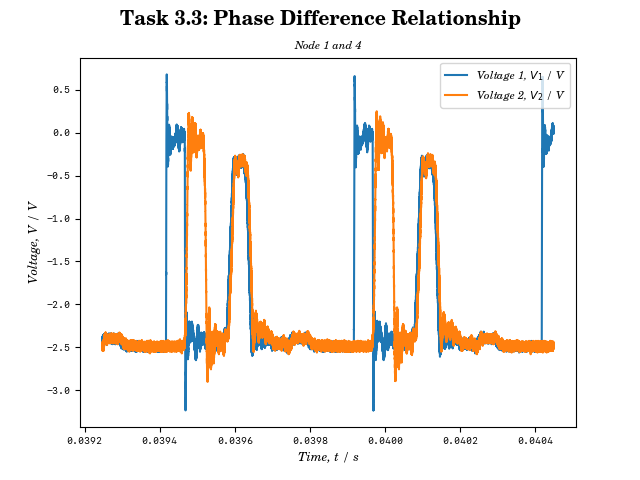 Task 3.3: Phase Difference Relationship
Node 1 and 4
Voltage 1, V₁ / V
Voltage 2, V₂ / V
0.5
0.0
−0.5
−1.0
−1.5
−2.0
−2.5
−3.0
Voltage, V / V
0.0392 0.0394 0.0396 0.0398 0.0400 0.0402 0.0404
Time, t / s